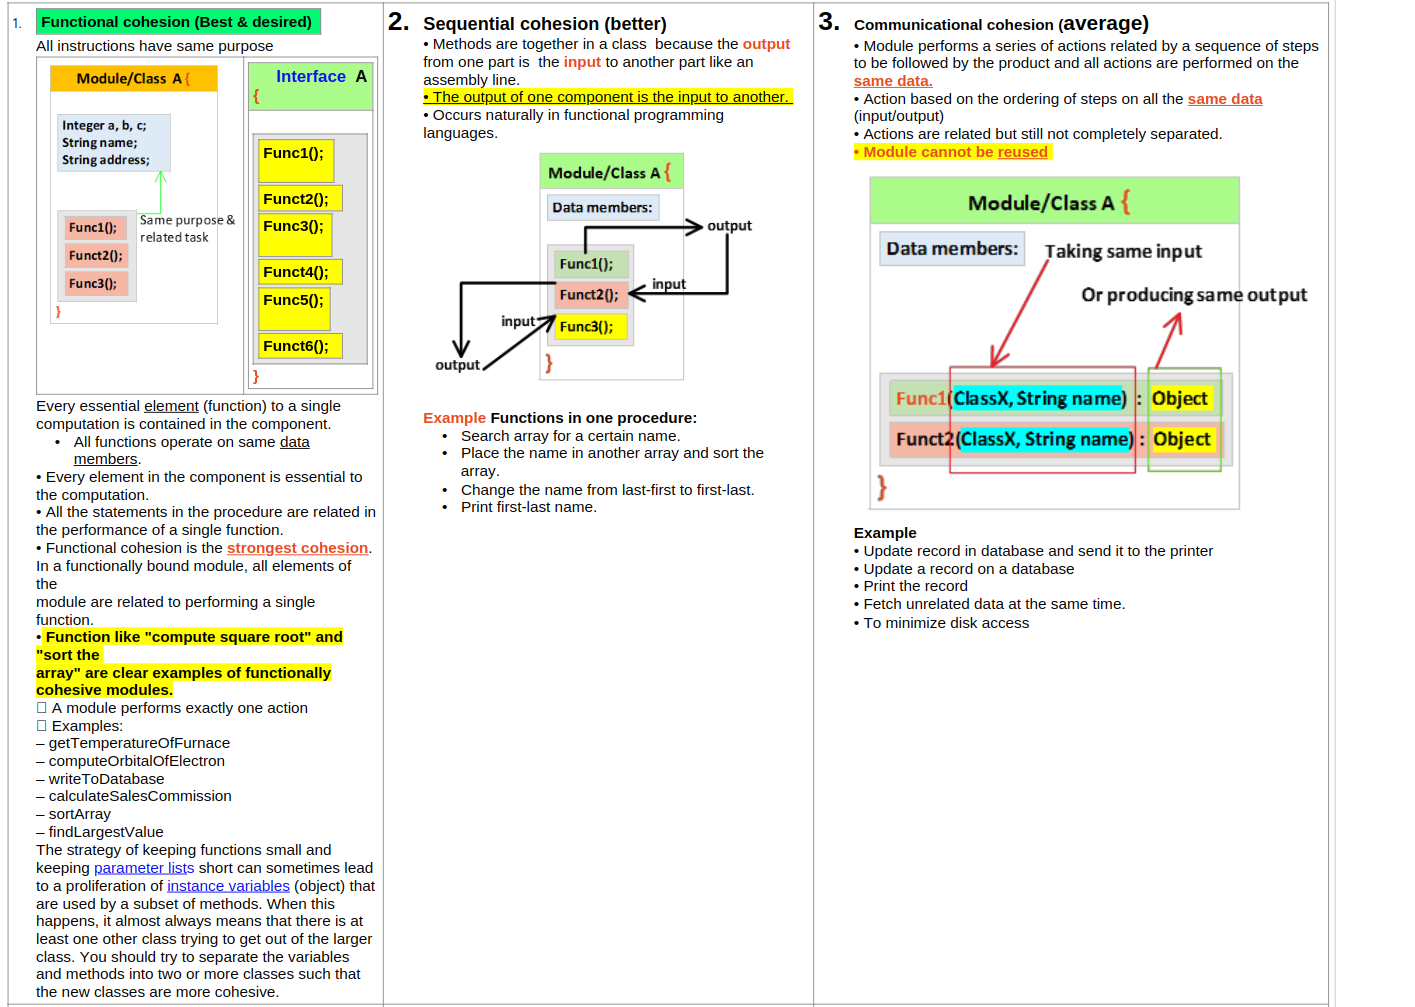 1.
Functional cohesion (Best & desired)
All instructions have same purpose
Module/Class A {
Integer a, b, c;
String name;
String address;
Same purpose &
related task
Func1();
Funct2();
Func3();
}
Interface A
{
Func1();
Funct2();
Func3();
Funct4();
Func5();
Funct6();
}
Every essential element (function) to a single
computation is contained in the component.
• All functions operate on same data
members.
• Every element in the component is essential to
the computation.
• All the statements in the procedure are related in
the performance of a single function.
• Functional cohesion is the strongest cohesion.
In a functionally bound module, all elements of
the
module are related to performing a single
function.
• Function like "compute square root" and
"sort the
array" are clear examples of functionally
cohesive modules.
A module performs exactly one action
Examples:
– getTemperatureOfFurnace
– computeOrbitalOfElectron
– writeToDatabase
– calculateSalesCommission
– sortArray
– findLargestValue
The strategy of keeping functions small and
keeping parameter lists short can sometimes lead
to a proliferation of instance variables (object) that
are used by a subset of methods. When this
happens, it almost always means that there is at
least one other class trying to get out of the larger
class. You should try to separate the variables
and methods into two or more classes such that
the new classes are more cohesive.
2. Sequential cohesion (better)
• Methods are together in a class because the output
from one part is the input to another part like an
assembly line.
• The output of one component is the input to another.
• Occurs naturally in functional programming
languages.
Module/Class A {
Data members:
output
Func1();
input
Funct2();
input
Func3();
output
}
Example Functions in one procedure:
• Search array for a certain name.
• Place the name in another array and sort the
array.
• Change the name from last-first to first-last.
• Print first-last name.
3. Communicational cohesion (average)
• Module performs a series of actions related by a sequence of steps
to be followed by the product and all actions are performed on the
same data.
• Action based on the ordering of steps on all the same data
(input/output)
• Actions are related but still not completely separated.
• Module cannot be reused
Module/Class A {
Data members:
Taking same input
Or producing same output
Func1(ClassX, String name) : Object
Funct2(ClassX, String name) : Object
}
Example
• Update record in database and send it to the printer
• Update a record on a database
• Print the record
• Fetch unrelated data at the same time.
• To minimize disk access